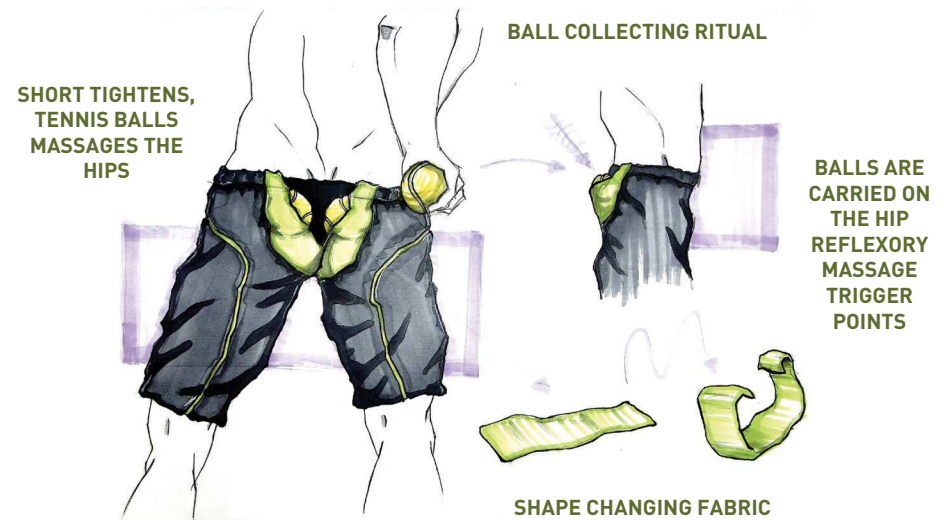 BALL COLLECTING RITUAL
SHORT TIGHTENS,
TENNIS BALLS
MASSAGES THE
HIPS
BALLS ARE
CARRIED ON
THE HIP
REFLEXORY
MASSAGE
TRIGGER
POINTS
SHAPE CHANGING FABRIC